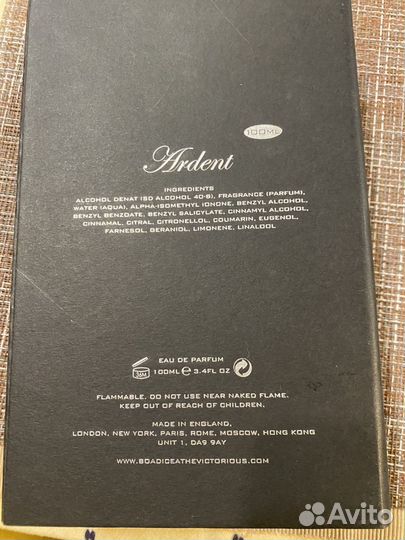 100ML
Ardent
INGREDIENTS
ALCOHOL DENAT (SD ALCOHOL 40-B), FRAGRANCE (PARFUM),
WATER (AQUA), ALPHA-ISOMETHYL IONONE, BENZYL ALCOHOL,
BENZYL BENZOATE, BENZYL SALICYLATE, CINNAMYL ALCOHOL,
CINNAMAL, CITRAL, CITRONELLOL, COUMARIN, EUGENOL,
FARNESOL, GERANIOL, LIMONENE, LINALOOL
EAU DE PARFUM
36M 100ML ℮ 3.4FL OZ
FLAMMABLE. DO NOT USE NEAR NAKED FLAME.
KEEP OUT OF REACH OF CHILDREN.
MADE IN ENGLAND.
LONDON, NEW YORK, PARIS, ROME, MOSCOW, HONG KONG
UNIT 1, DA9 9AY
WWW.BOADICEATHEVICTORIOUS.COM
Avito